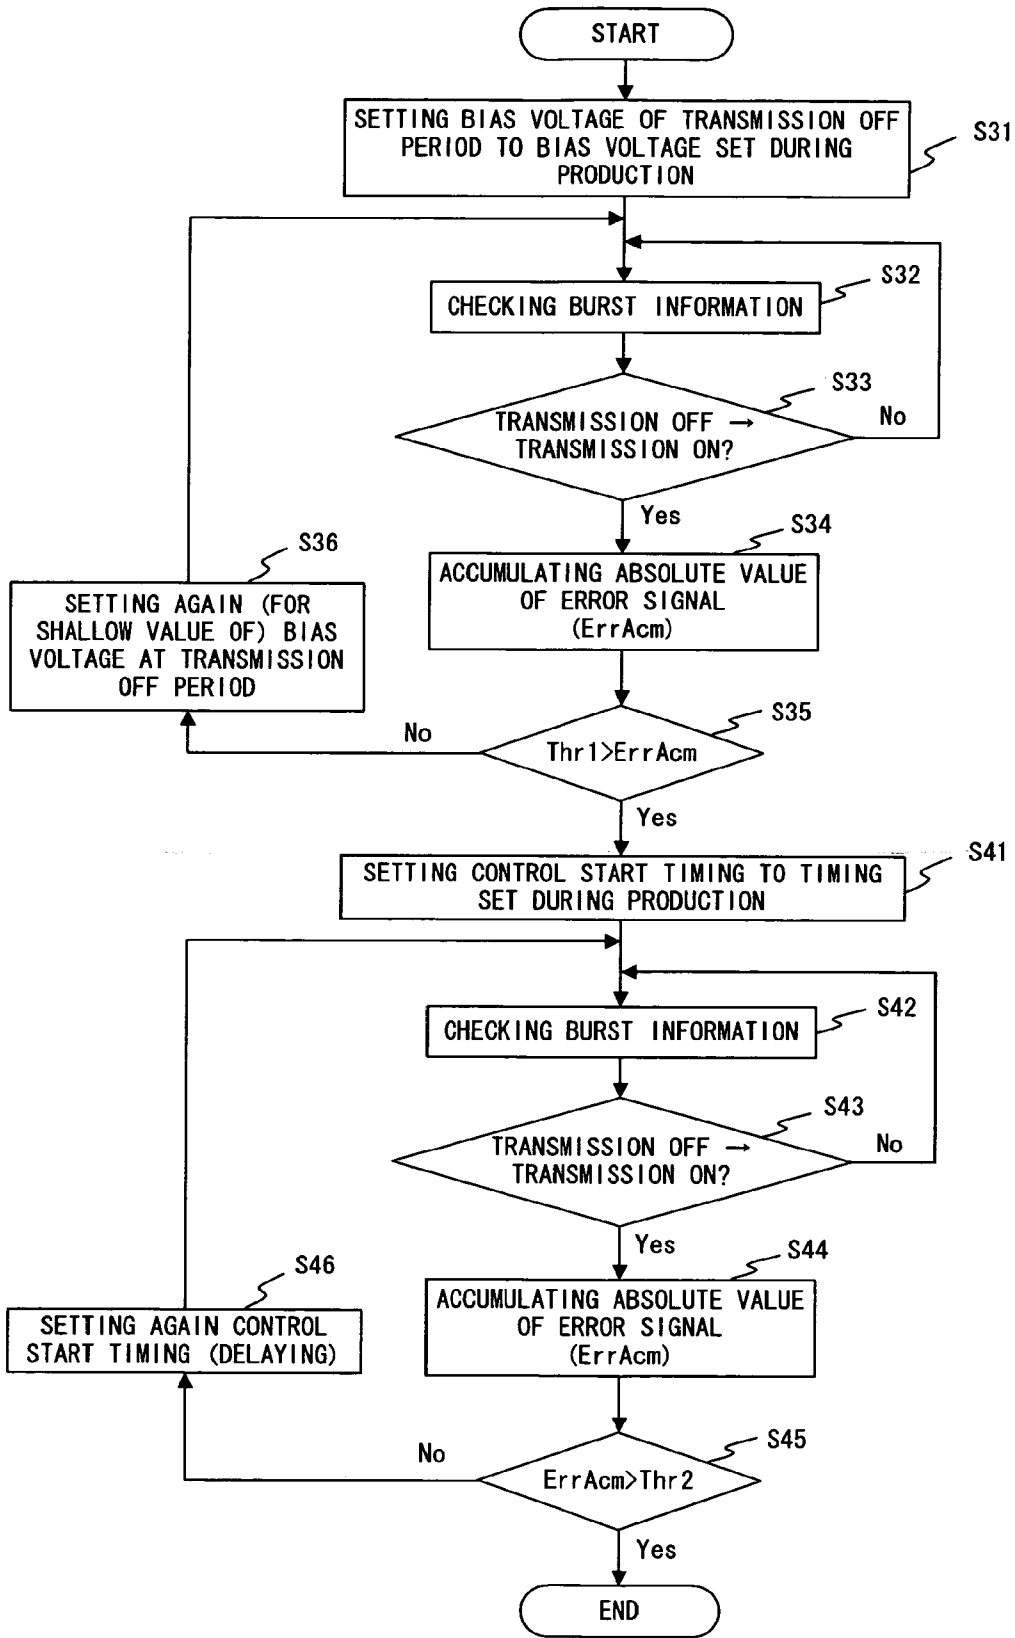 START
SETTING BIAS VOLTAGE OF TRANSMISSION OFF
PERIOD TO BIAS VOLTAGE SET DURING
PRODUCTION
S31
S32
CHECKING BURST INFORMATION
S33
TRANSMISSION OFF →
TRANSMISSION ON?
No
Yes
S34
ACCUMULATING ABSOLUTE VALUE
OF ERROR SIGNAL
(ErrAcm)
S36
SETTING AGAIN (FOR
SHALLOW VALUE OF) BIAS
VOLTAGE AT TRANSMISSION
OFF PERIOD
S35
No
Thr1>ErrAcm
Yes
S41
SETTING CONTROL START TIMING TO TIMING
SET DURING PRODUCTION
S42
CHECKING BURST INFORMATION
S43
TRANSMISSION OFF →
TRANSMISSION ON?
No
Yes
S44
ACCUMULATING ABSOLUTE VALUE
OF ERROR SIGNAL
(ErrAcm)
S46
SETTING AGAIN CONTROL
START TIMING (DELAYING)
S45
No
ErrAcm>Thr2
Yes
END